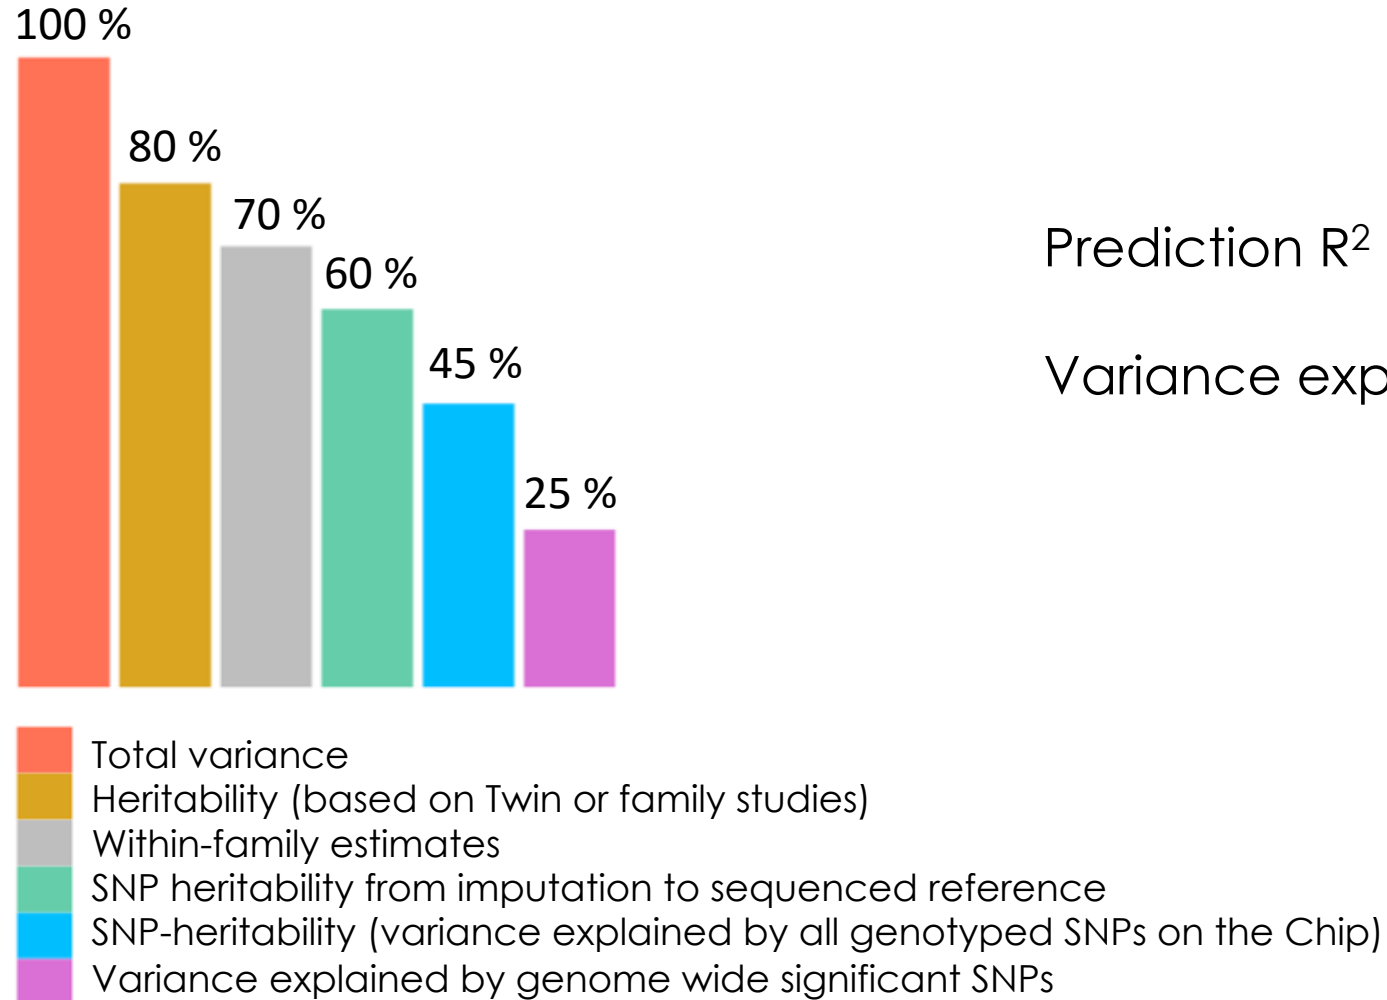 100 %
80 %
70 %
60 %
45 %
25 %
Prediction R²
Variance exp
Total variance
Heritability (based on Twin or family studies)
Within-family estimates
SNP heritability from imputation to sequenced reference
SNP-heritability (variance explained by all genotyped SNPs on the Chip)
Variance explained by genome wide significant SNPs